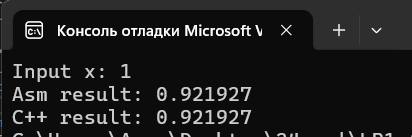 Консоль отладки Microsoft V
Input x: 1
Asm result: 0.921927
C++ result: 0.921927